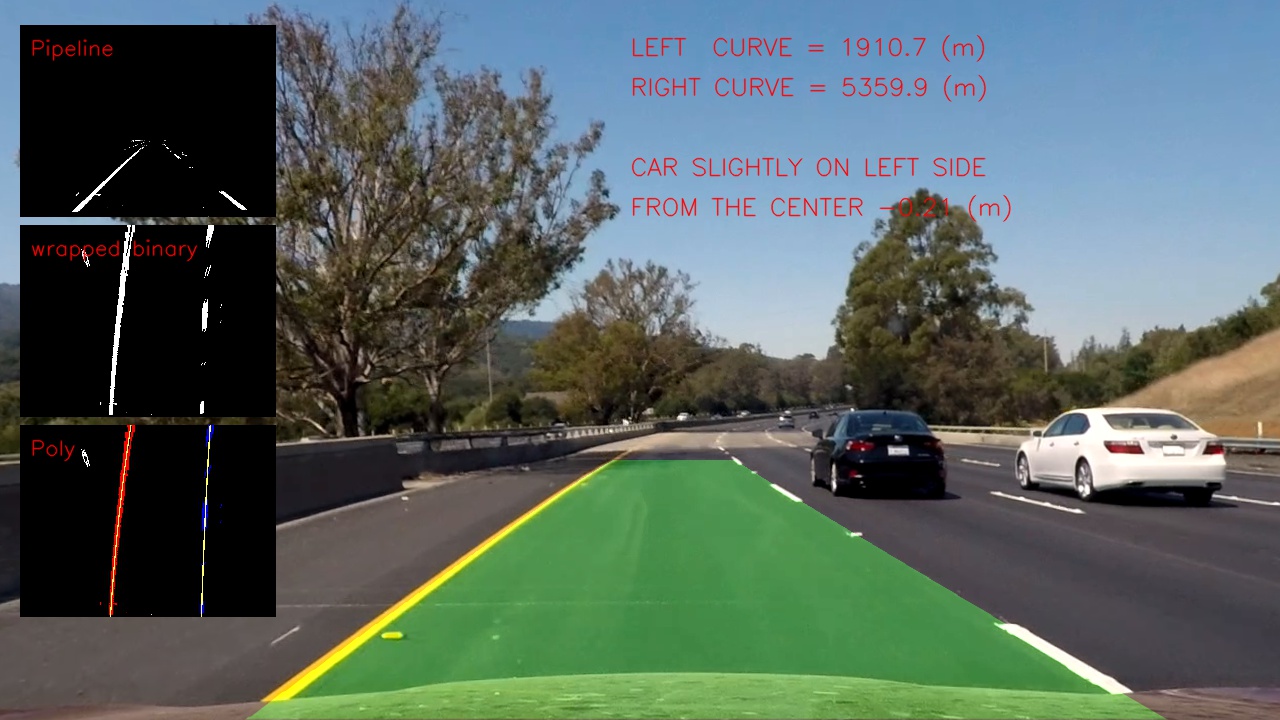 Pipeline
wrapped binary
Poly
LEFT CURVE = 1910.7 (m)
RIGHT CURVE = 5359.9 (m)
CAR SLIGHTLY ON LEFT SIDE
FROM THE CENTER -0.21 (m)